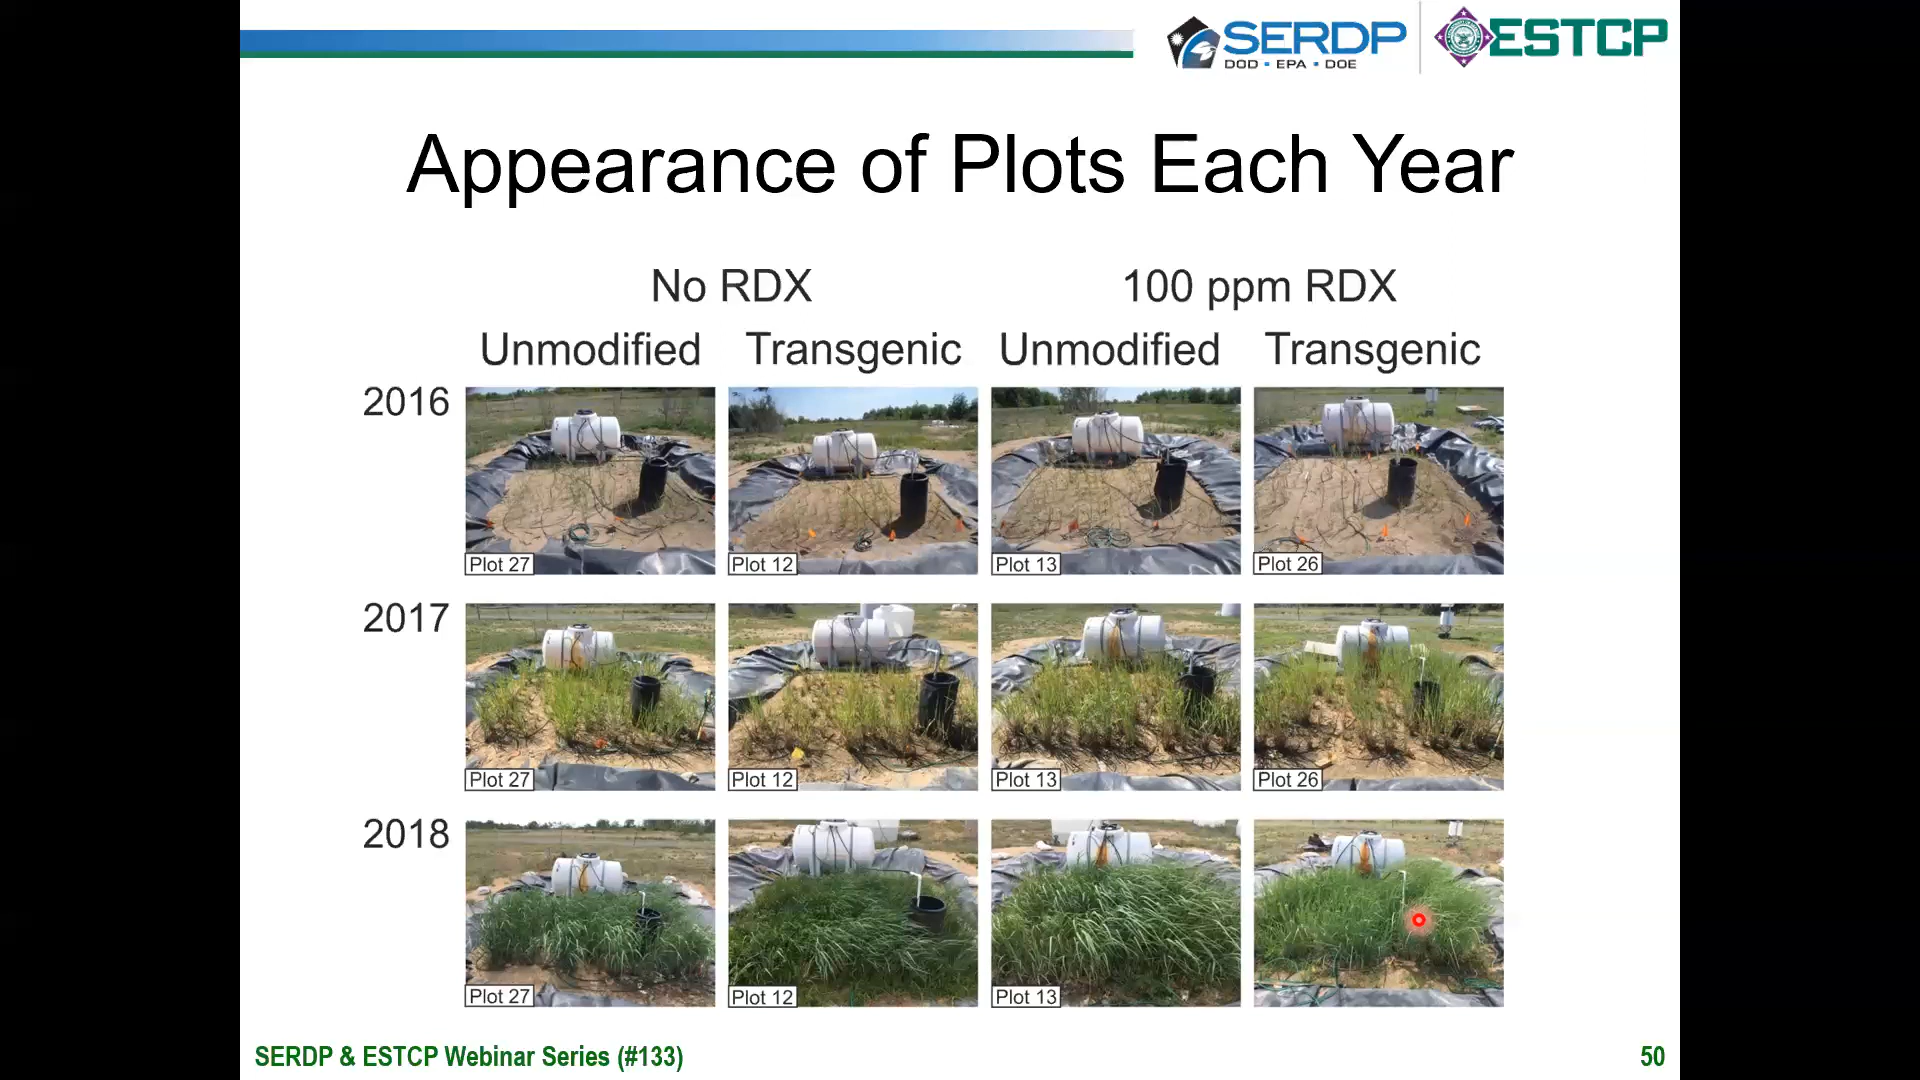 SERDP
DOD • EPA • DOE
ESTCP
Appearance of Plots Each Year
No RDX 100 ppm RDX
Unmodified Transgenic Unmodified Transgenic
2016
Plot 27 Plot 12 Plot 13 Plot 26
2017
Plot 27 Plot 12 Plot 13 Plot 26
2018
Plot 27 Plot 12 Plot 13
SERDP & ESTCP Webinar Series (#133) 50